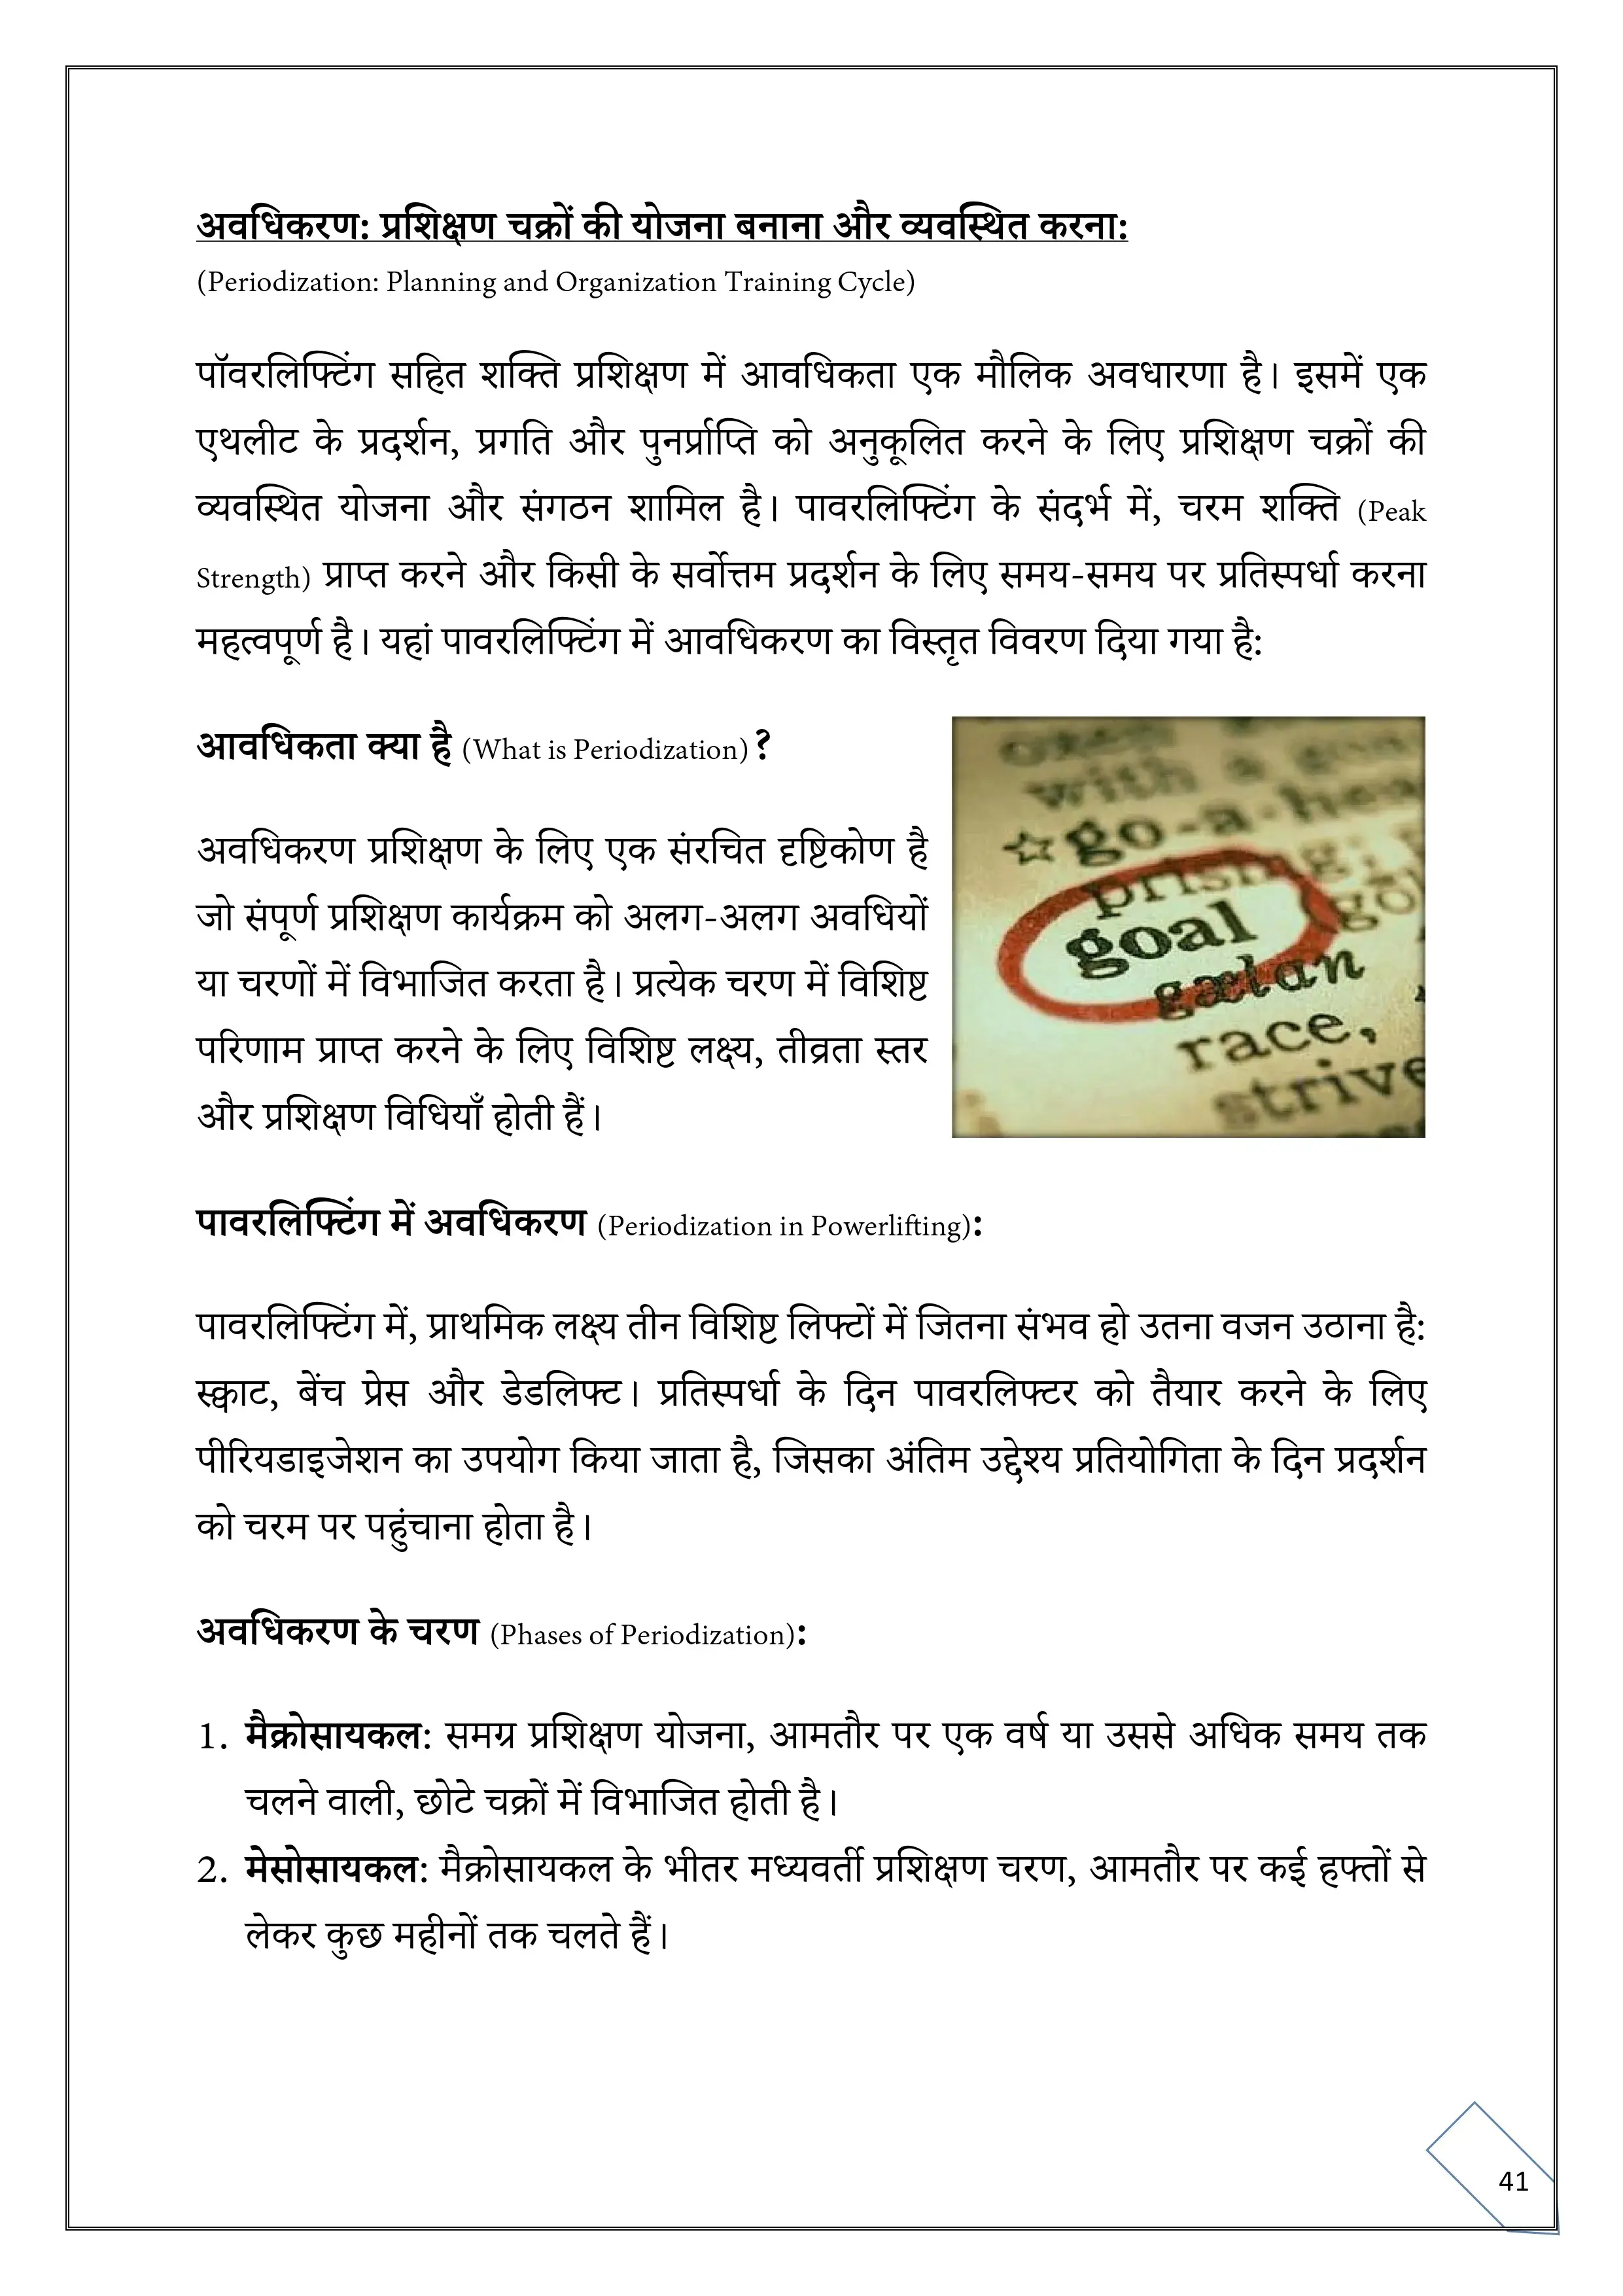 अवधिकरण: प्रशिक्षण चक्रों की योजना बनाना और व्यवस्थित करना:
(Periodization: Planning and Organization Training Cycle)
पॉवरलिफ्टिंग सहित शक्ति प्रशिक्षण में आवधिकता एक मौलिक अवधारणा है। इसमें एक
एथलीट के प्रदर्शन, प्रगति और पुनर्प्राप्ति को अनुकूलित करने के लिए प्रशिक्षण चक्रों की
व्यवस्थित योजना और संगठन शामिल है। पावरलिफ्टिंग के संदर्भ में, चरम शक्ति (Peak
Strength) प्राप्त करने और किसी के सर्वोत्तम प्रदर्शन के लिए समय-समय पर प्रतिस्पर्धा करना
महत्वपूर्ण है। यहां पावरलिफ्टिंग में आवधिकरण का विस्तृत विवरण दिया गया है:
आवधिकता क्या है (What is Periodization)?
अवधिकरण प्रशिक्षण के लिए एक संरचित दृष्टिकोण है
जो संपूर्ण प्रशिक्षण कार्यक्रम को अलग-अलग अवधियों
या चरणों में विभाजित करता है। प्रत्येक चरण में विशिष्ट
परिणाम प्राप्त करने के लिए विशिष्ट लक्ष्य, तीव्रता स्तर
और प्रशिक्षण विधियाँ होती हैं।
with a
go-a-hea
prising;
goal
gælan
race,
strive
पावरलिफ्टिंग में अवधिकरण (Periodization in Powerlifting):
पावरलिफ्टिंग में, प्राथमिक लक्ष्य तीन विशिष्ट लिफ्टों में जितना संभव हो उतना वजन उठाना है:
स्क्वाट, बेंच प्रेस और डेडलिफ्ट। प्रतिस्पर्धा के दिन पावरलिफ्टर को तैयार करने के लिए
पीरियडाइजेशन का उपयोग किया जाता है, जिसका अंतिम उद्देश्य प्रतियोगिता के दिन प्रदर्शन
को चरम पर पहुंचाना होता है।
अवधिकरण के चरण (Phases of Periodization):
1. मैक्रोसायकल: समग्र प्रशिक्षण योजना, आमतौर पर एक वर्ष या उससे अधिक समय तक
चलने वाली, छोटे चक्रों में विभाजित होती है।
2. मेसोसायकल: मैक्रोसायकल के भीतर मध्यवर्ती प्रशिक्षण चरण, आमतौर पर कई हफ्तों से
लेकर कुछ महीनों तक चलते हैं।
41